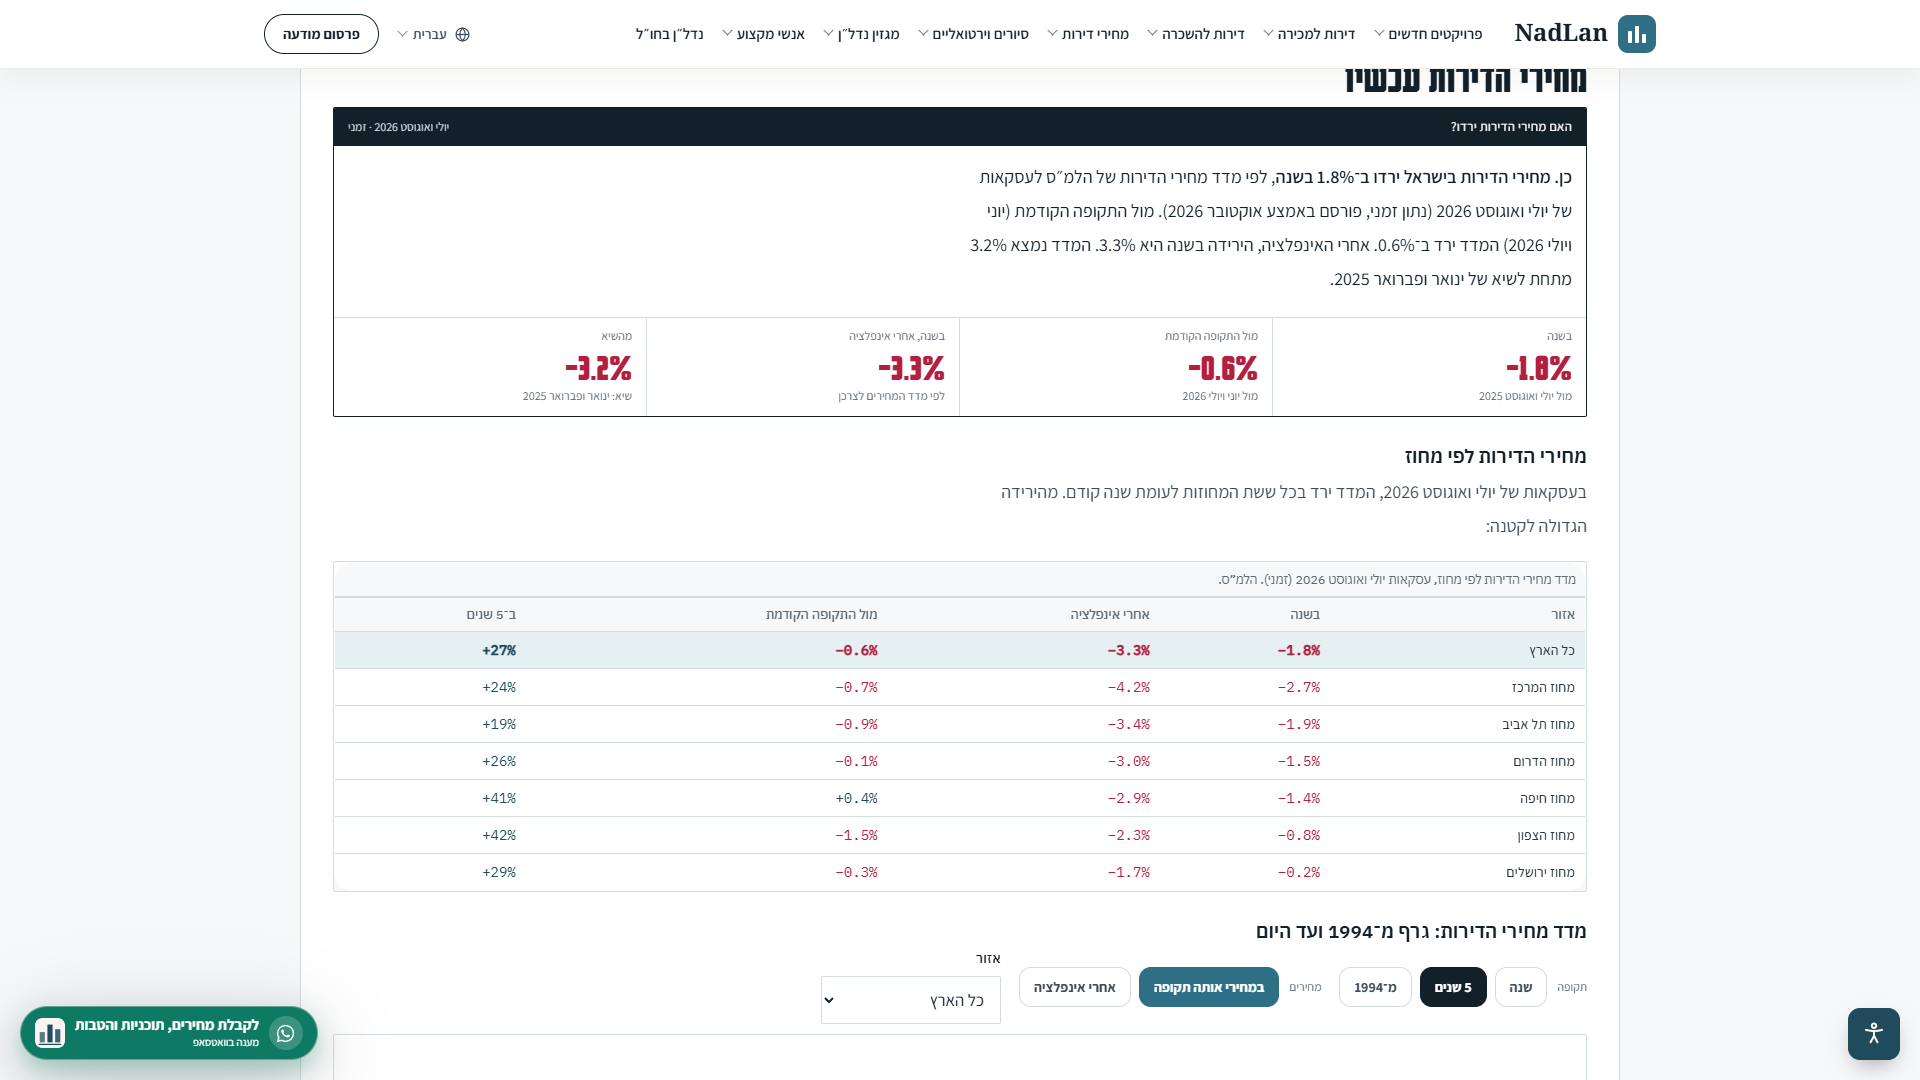 NadLan
פרויקטים חדשים
דירות למכירה
דירות להשכרה
מחירי דירות
סיורים וירטואליים
מגזין נדל״ן
אנשי מקצוע
נדל״ן בחו״ל
עברית
פרסום מודעה
מחירי הדירות עכשיו
האם מחירי הדירות ירדו?
יולי ואוגוסט 2026 · זמני
כן. מחירי הדירות בישראל ירדו ב־1.8% בשנה, לפי מדד מחירי הדירות של הלמ״ס לעסקאות
של יולי ואוגוסט 2026 (נתון זמני, פורסם באמצע אוקטובר 2026). מול התקופה הקודמת (יוני
ויולי 2026) המדד ירד ב־0.6%. אחרי האינפלציה, הירידה בשנה היא 3.3%. המדד נמצא 3.2%
מתחת לשיא של ינואר ופברואר 2025.
בשנה
−1.8%
מול יולי ואוגוסט 2025
מול התקופה הקודמת
−0.6%
מול יוני ויולי 2026
בשנה, אחרי אינפלציה
−3.3%
לפי מדד המחירים לצרכן
מהשיא
−3.2%
שיא: ינואר ופברואר 2025
מחירי הדירות לפי מחוז
בעסקאות של יולי ואוגוסט 2026, המדד ירד בכל ששת המחוזות לעומת שנה קודם. מהירידה
הגדולה לקטנה:
מדד מחירי הדירות לפי מחוז, עסקאות יולי ואוגוסט 2026 (זמני). הלמ"ס.
אזור בשנה אחרי אינפלציה מול התקופה הקודמת ב־5 שנים
כל הארץ −1.8% −3.3% −0.6% +27%
מחוז המרכז −2.7% −4.2% −0.7% +24%
מחוז תל אביב −1.9% −3.4% −0.9% +19%
מחוז הדרום −1.5% −3.0% −0.1% +26%
מחוז חיפה −1.4% −2.9% +0.4% +41%
מחוז הצפון −0.8% −2.3% −1.5% +42%
מחוז ירושלים −0.2% −1.7% −0.3% +29%
מדד מחירי הדירות: גרף מ־1994 ועד היום
תקופה
שנה
5 שנים
מ־1994
מחירים
במחירי אותה תקופה
אחרי אינפלציה
אזור
כל הארץ
לקבלת מחירים, תוכניות והטבות
מענה בוואטסאפ